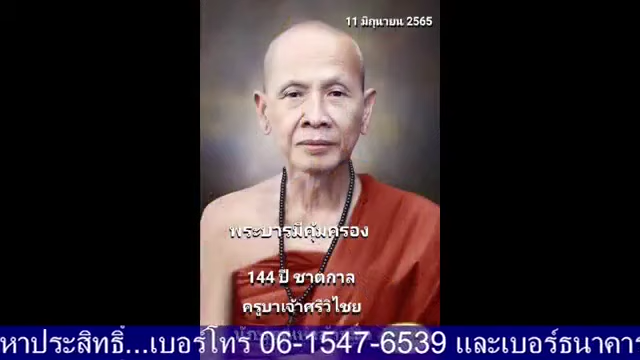 11 มิถุนายน 2565
พระบารมีคุ้มครอง
144 ปี ชาตกาล
ครูบาเจ้าศรีวิไชย
หาประสิทธิ์...เบอร์โทร 06-1547-6539 และเบอร์ธนาคา